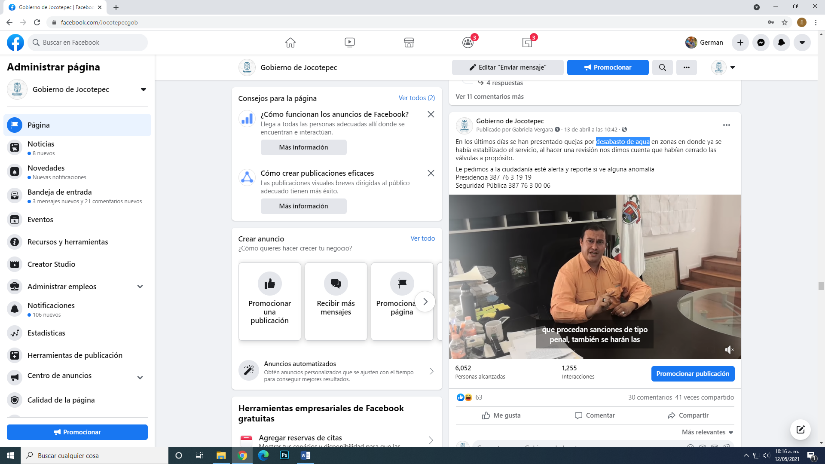 Gobierno de Jocotepec | Facebook
facebook.com/jocotepecgob
Buscar en Facebook
German
Administrar página
Gobierno de Jocotepec
Gobierno de Jocotepec
Editar "Enviar mensaje"
Promocionar
Página
Noticias
6 nuevos
Novedades
Nuevas notificaciones
Bandeja de entrada
3 mensajes nuevos y 21 comentarios nuevos
Eventos
Recursos y herramientas
Creator Studio
Administrar empleos
Notificaciones
106 nuevos
Estadísticas
Herramientas de publicación
Centro de anuncios
Calidad de la página
Promocionar
Consejos para la página
Ver todos (2)
¿Cómo funcionan los anuncios de Facebook?
Llega a todas las personas adecuadas allí donde se
encuentran e interactúan.
Más información
Cómo crear publicaciones eficaces
Las publicaciones visuales breves dirigidas al público
adecuado tienen más éxito.
Más información
Crear anuncio
Ver todo
¿Cómo quieres hacer crecer tu negocio?
Promocionar
una
publicación
Recibir más
mensajes
Promociona
página
Anuncios automatizados
Obtén anuncios personalizados que se ajusten con el tiempo
para conseguir mejores resultados.
Herramientas empresariales de Facebook
gratuitas
Agregar reservas de citas
4 respuestas
Ver 11 comentarios más
Gobierno de Jocotepec
Publicado por Gabriela Vergara · 13 de abril a las 10:42
En los últimos días se han presentado quejas por desabasto de agua en zonas en donde ya se
había estabilizado el servicio, al hacer una revisión nos dimos cuenta que habían cerrado las
válvulas a propósito.
Le pedimos a la ciudadanía esté alerta y reporte si ve alguna anomalía
Presidencia 387 76 3 19 19
Seguridad Pública 387 76 3 00 06
que procedan sanciones de tipo
penal, también se harán las
6,052
Personas alcanzadas
1,255
Interacciones
Promocionar publicación
63
30 comentarios 41 veces compartido
Me gusta
Comentar
Compartir
Más relevantes
Buscar cualquier cosa
12/05/2021